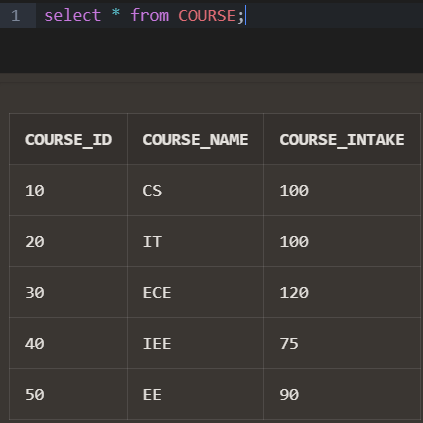 1 select * from COURSE;
COURSE_ID COURSE_NAME COURSE_INTAKE
10 CS 100
20 IT 100
30 ECE 120
40 IEE 75
50 EE 90